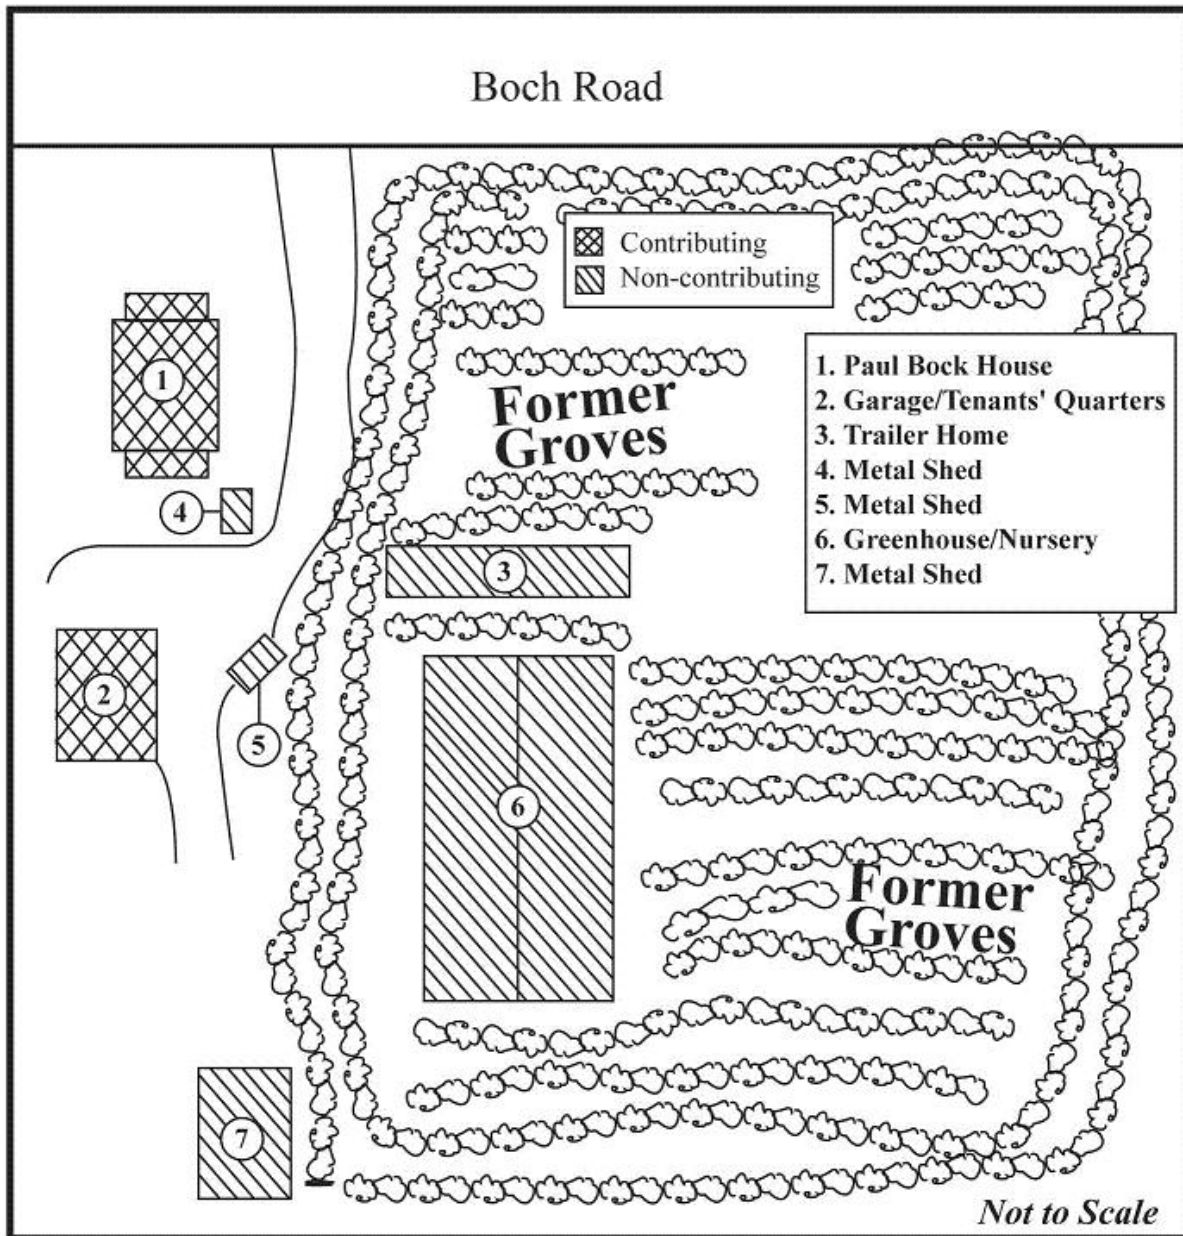 Boch Road
Contributing
Non-contributing
1. Paul Bock House
2. Garage/Tenants' Quarters
3. Trailer Home
4. Metal Shed
5. Metal Shed
6. Greenhouse/Nursery
7. Metal Shed
1
Former
Groves
4
3
2
5
6
Former
Groves
7
Not to Scale